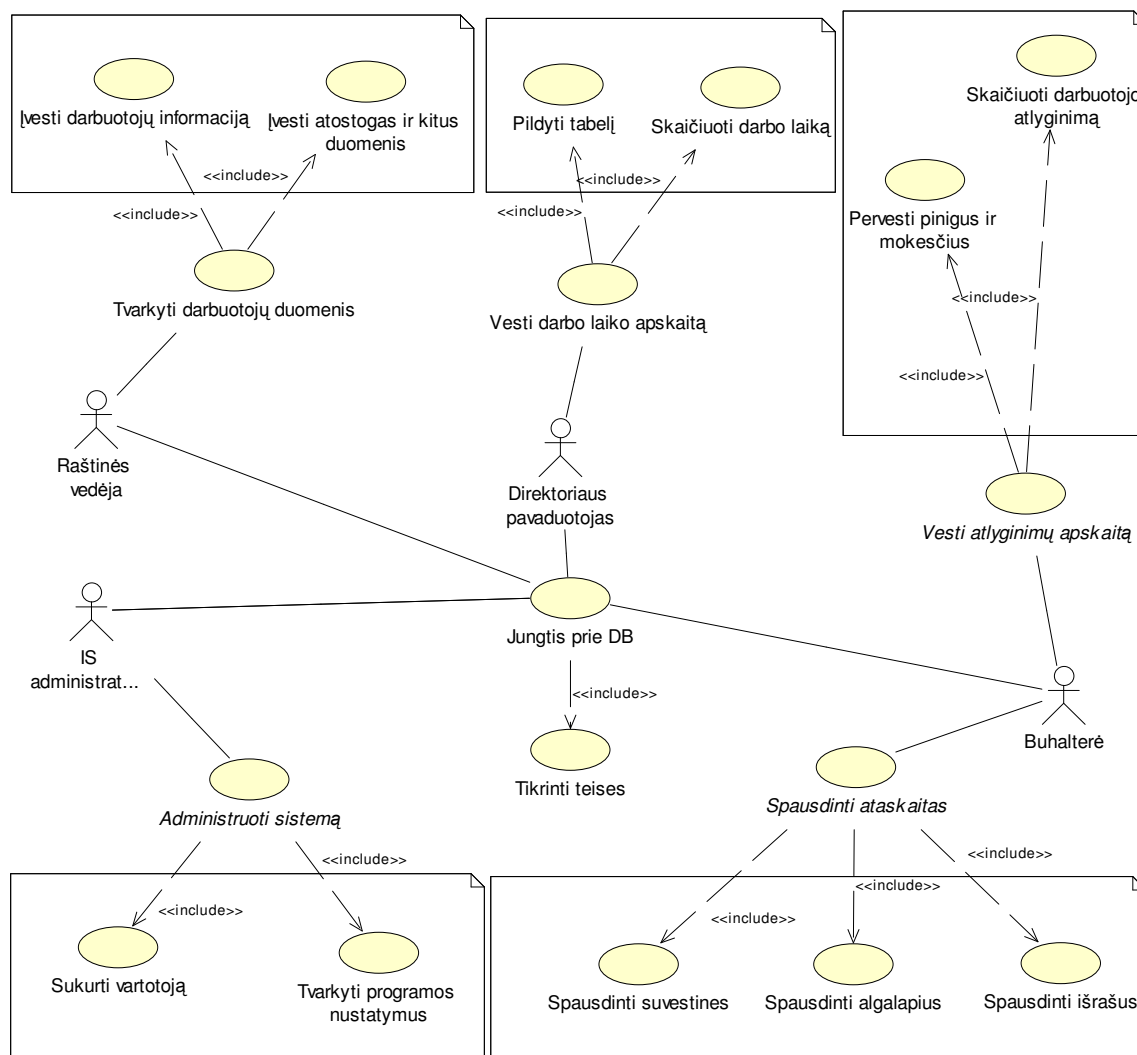 Įvesti darbuotojų informaciją
Įvesti atostogas ir kitus
duomenis
<<include>>
<<include>>
Tvarkyti darbuotojų duomenis
Pildyti tabelį
Skaičiuoti darbo laiką
<<include>>
<<include>>
Vesti darbo laiko apskaitą
Skaičiuoti darbuotojo
atlyginimą
Pervesti pinigus ir
mokesčius
<<include>>
<<include>>
Vesti atlyginimų apskaitą
Raštinės
vedėja
Direktoriaus
pavaduotojas
IS
administrat...
Jungtis prie DB
<<include>>
Tikrinti teises
Buhalterė
Administruoti sistemą
<<include>>
<<include>>
Sukurti vartotoją
Tvarkyti programos
nustatymus
Spausdinti ataskaitas
<<include>>
<<include>>
<<include>>
Spausdinti suvestines
Spausdinti algalapius
Spausdinti išrašus